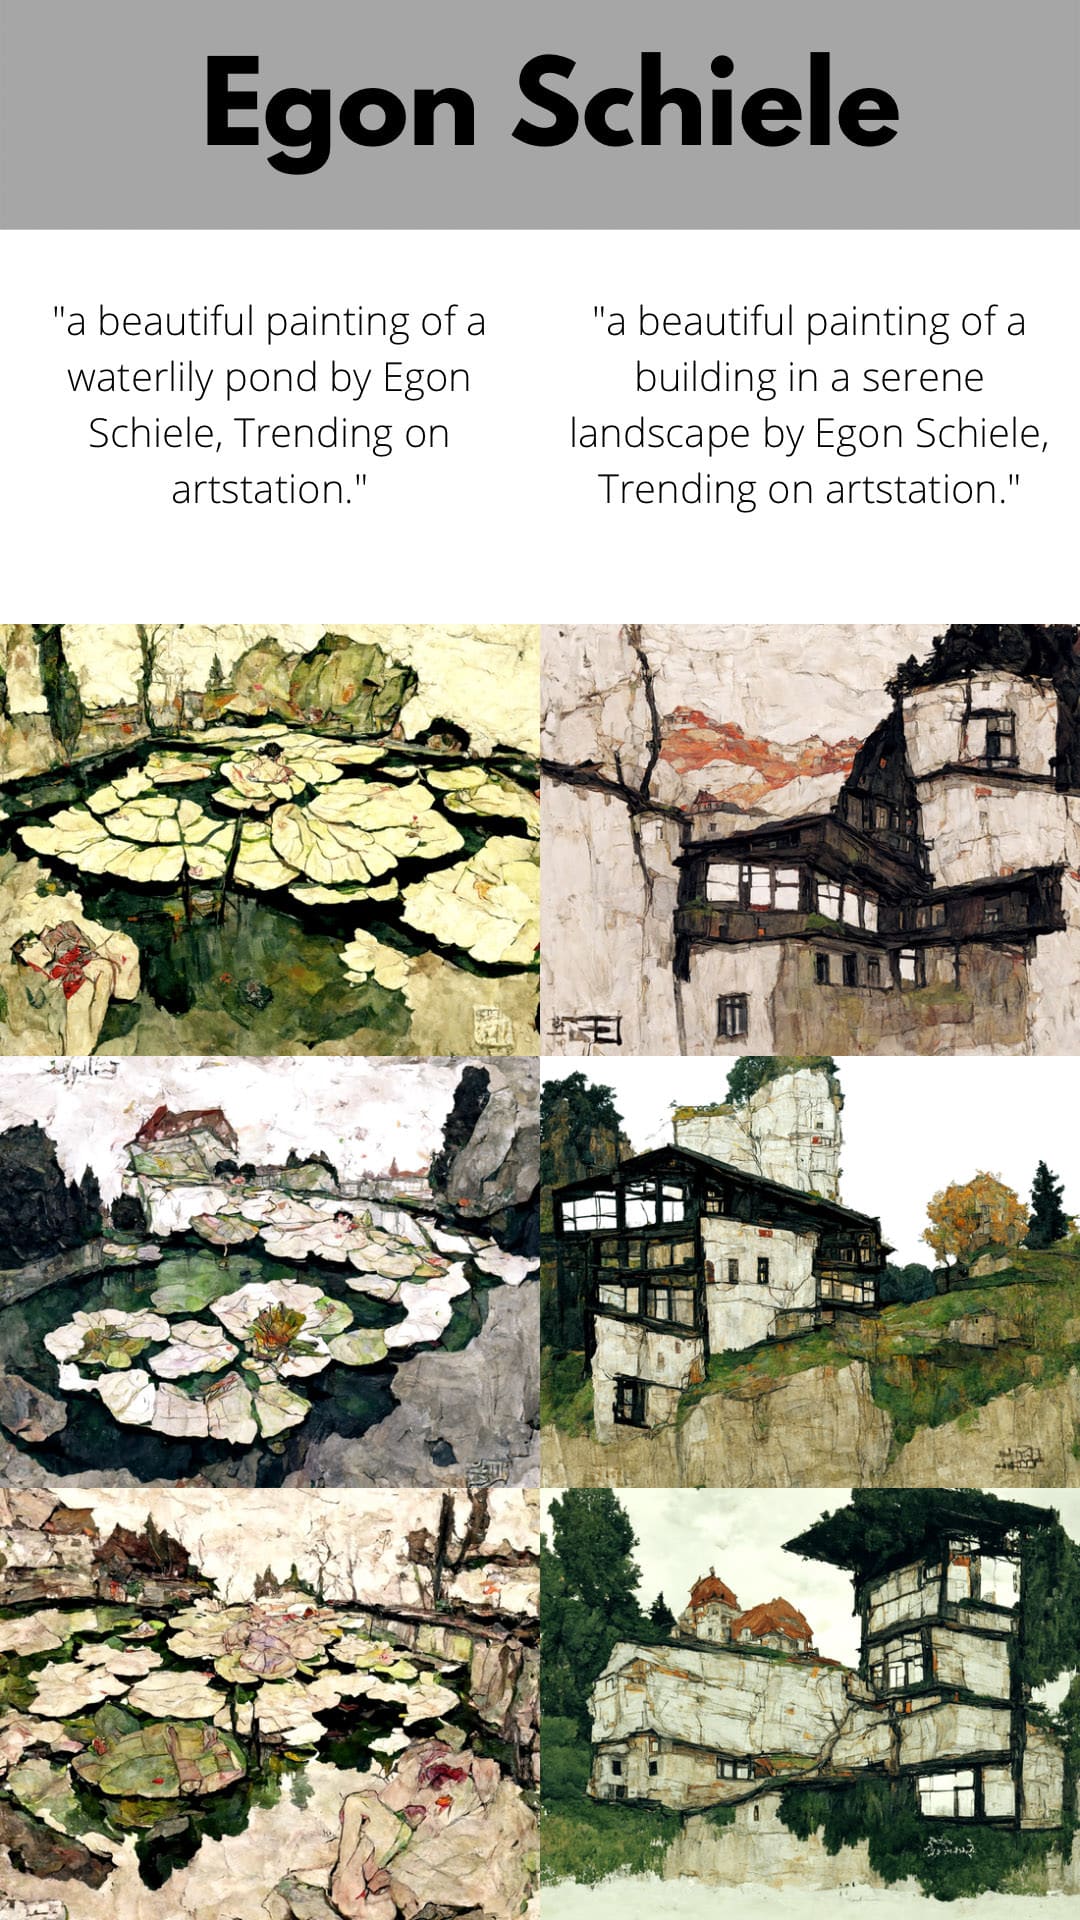 Egon Schiele
"a beautiful painting of a
waterlily pond by Egon
Schiele, Trending on
artstation."
"a beautiful painting of a
building in a serene
landscape by Egon Schiele,
Trending on artstation."